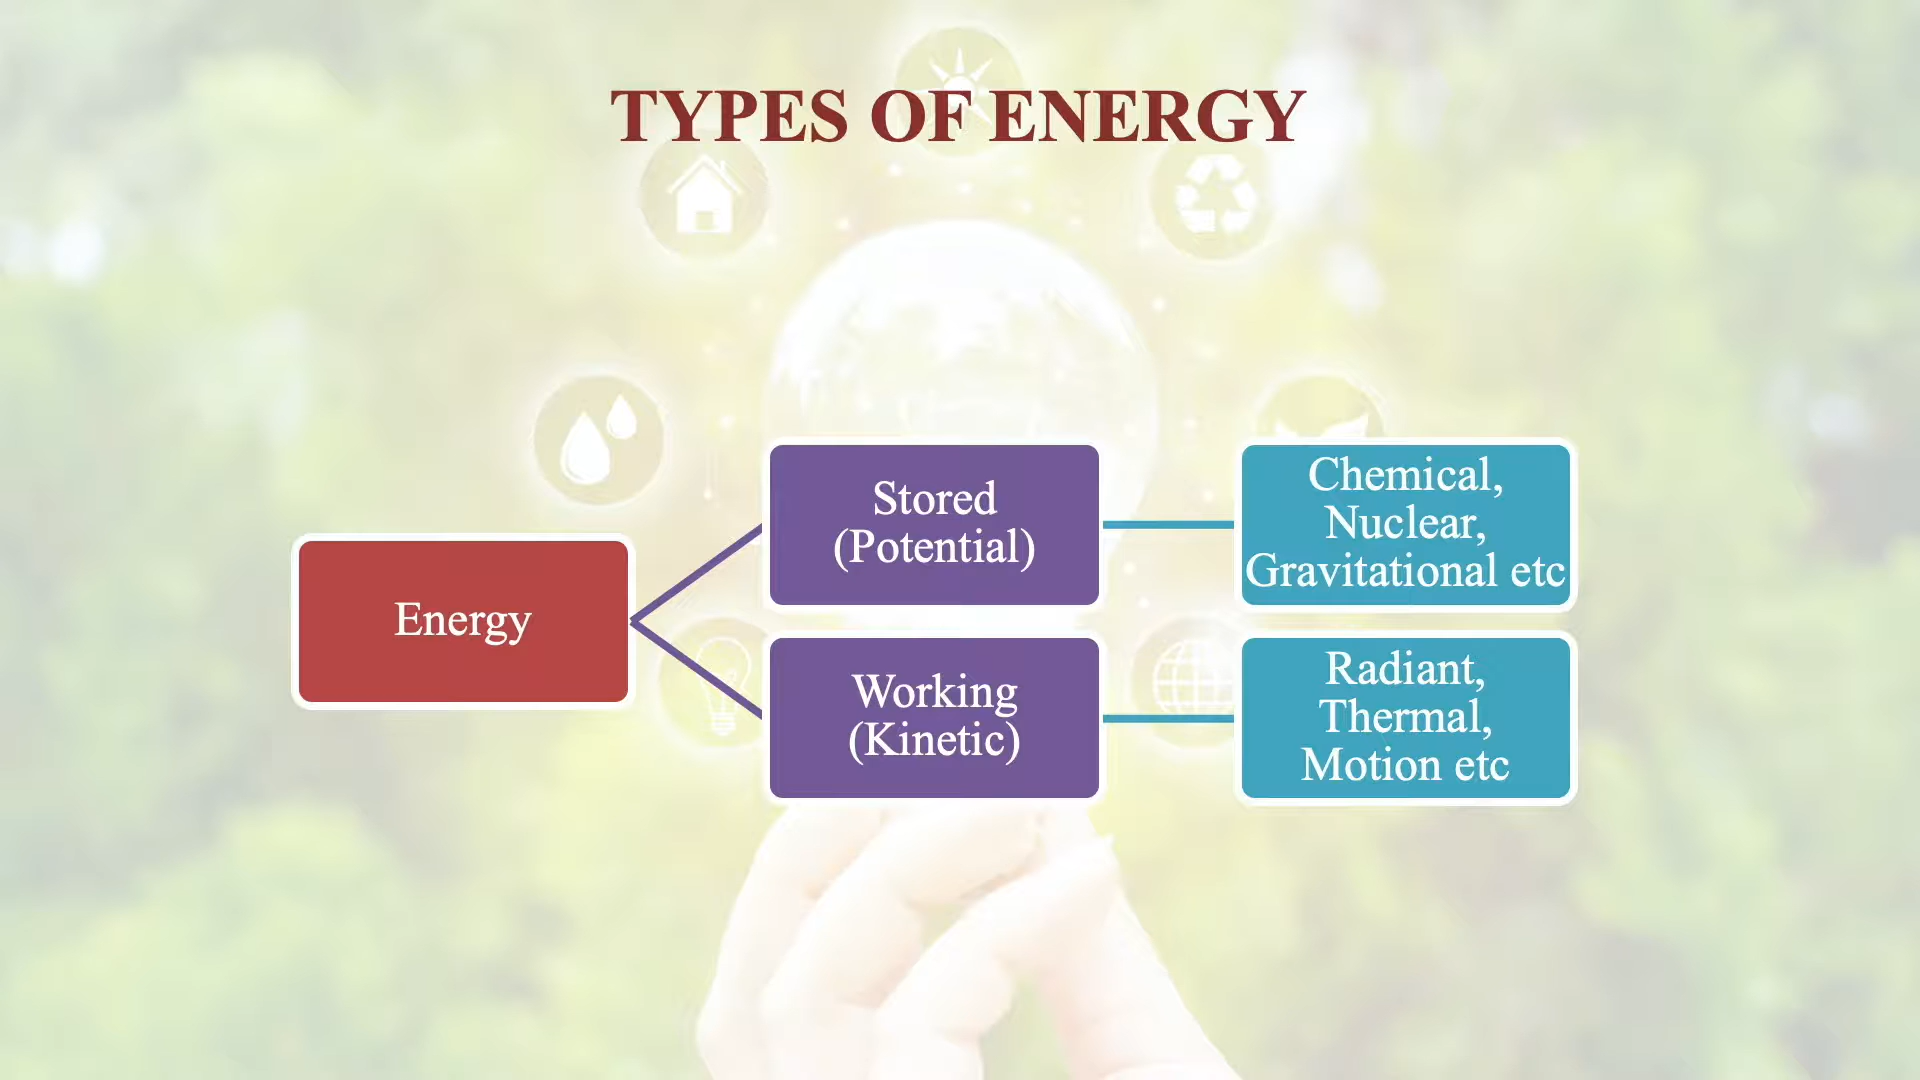 TYPES OF ENERGY
Energy
Stored
(Potential)
Chemical,
Nuclear,
Gravitational etc
Working
(Kinetic)
Radiant,
Thermal,
Motion etc